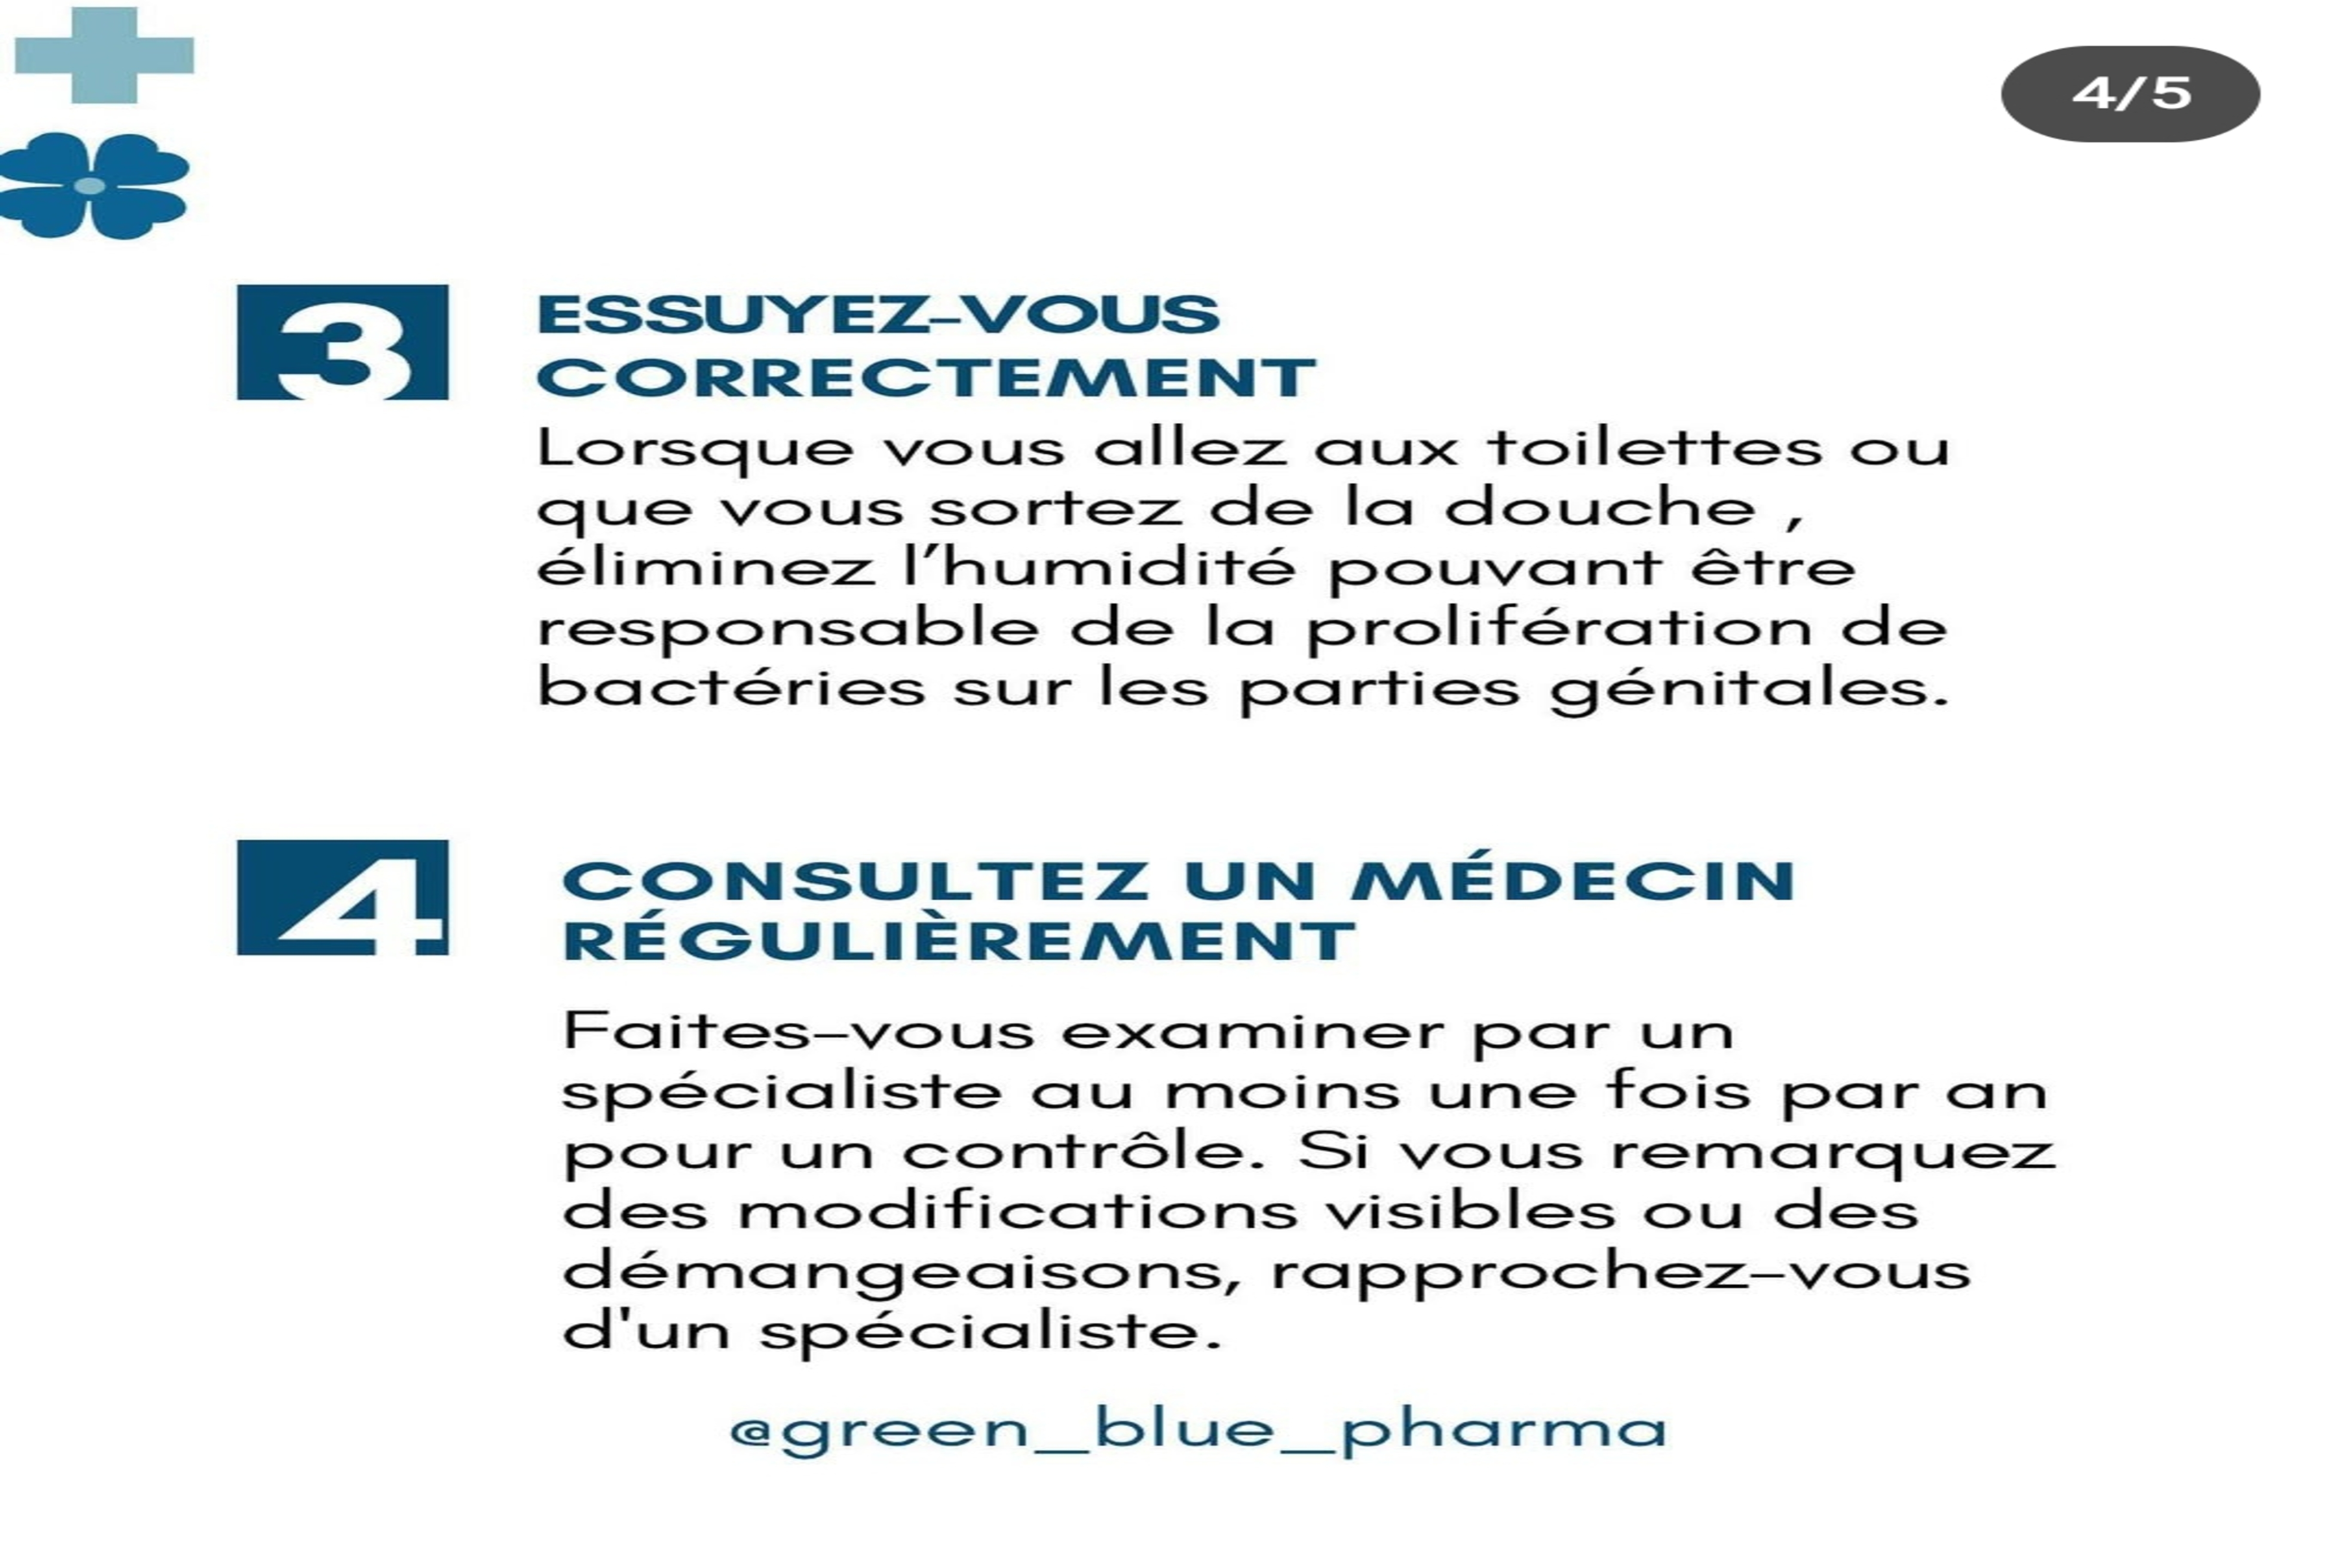 4/5
3
ESSUYEZ-VOUS
CORRECTEMENT
Lorsque vous allez aux toilettes ou
que vous sortez de la douche ,
éliminez l’humidité pouvant être
responsable de la prolifération de
bactéries sur les parties génitales.
4
CONSULTEZ UN MÉDECIN
RÉGULIÈREMENT
Faites-vous examiner par un
spécialiste au moins une fois par an
pour un contrôle. Si vous remarquez
des modifications visibles ou des
démangeaisons, rapprochez-vous
d'un spécialiste.
@green_blue_pharma